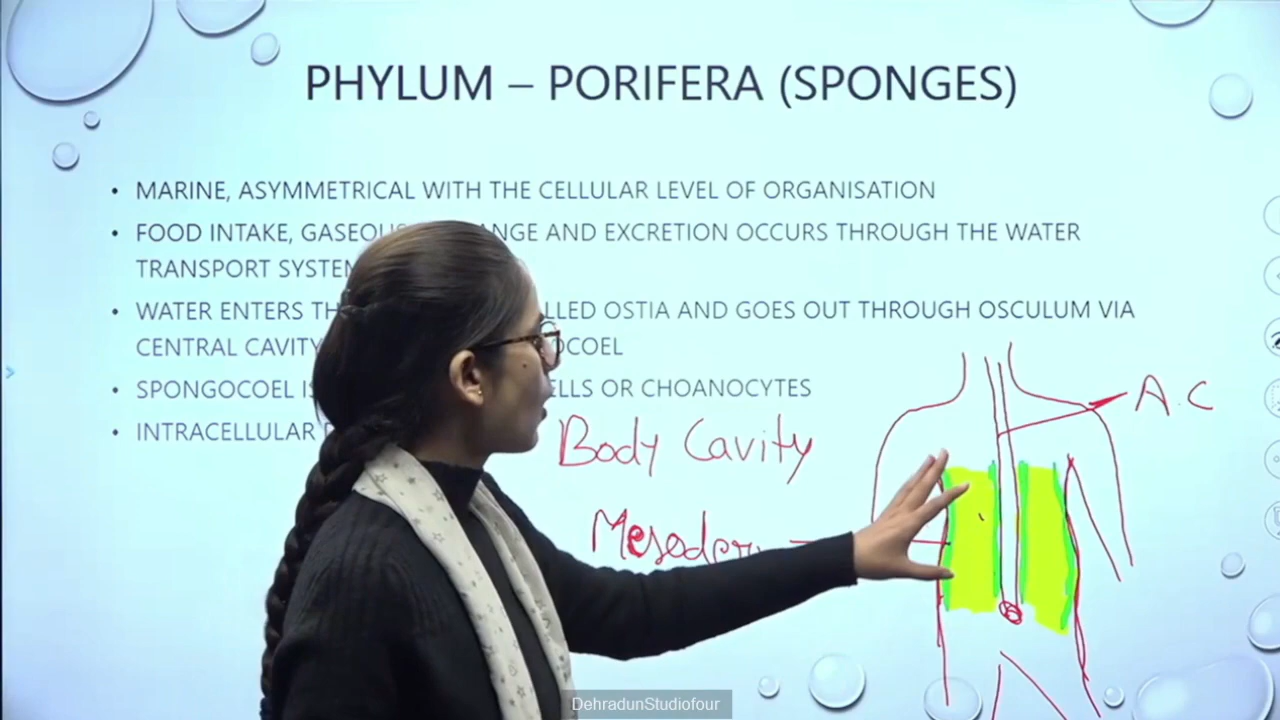 PHYLUM – PORIFERA (SPONGES)
• MARINE, ASYMMETRICAL WITH THE CELLULAR LEVEL OF ORGANISATION
• FOOD INTAKE, GASEOUS ANGE AND EXCRETION OCCURS THROUGH THE WATER
TRANSPORT SYSTEM
• WATER ENTERS TH LLED OSTIA AND GOES OUT THROUGH OSCULUM VIA
CENTRAL CAVITY OCOEL
• SPONGOCOEL IS ELLS OR CHOANOCYTES
• INTRACELLULAR
A.C
Body Cavity
Mesoderm
DehradunStudiofour